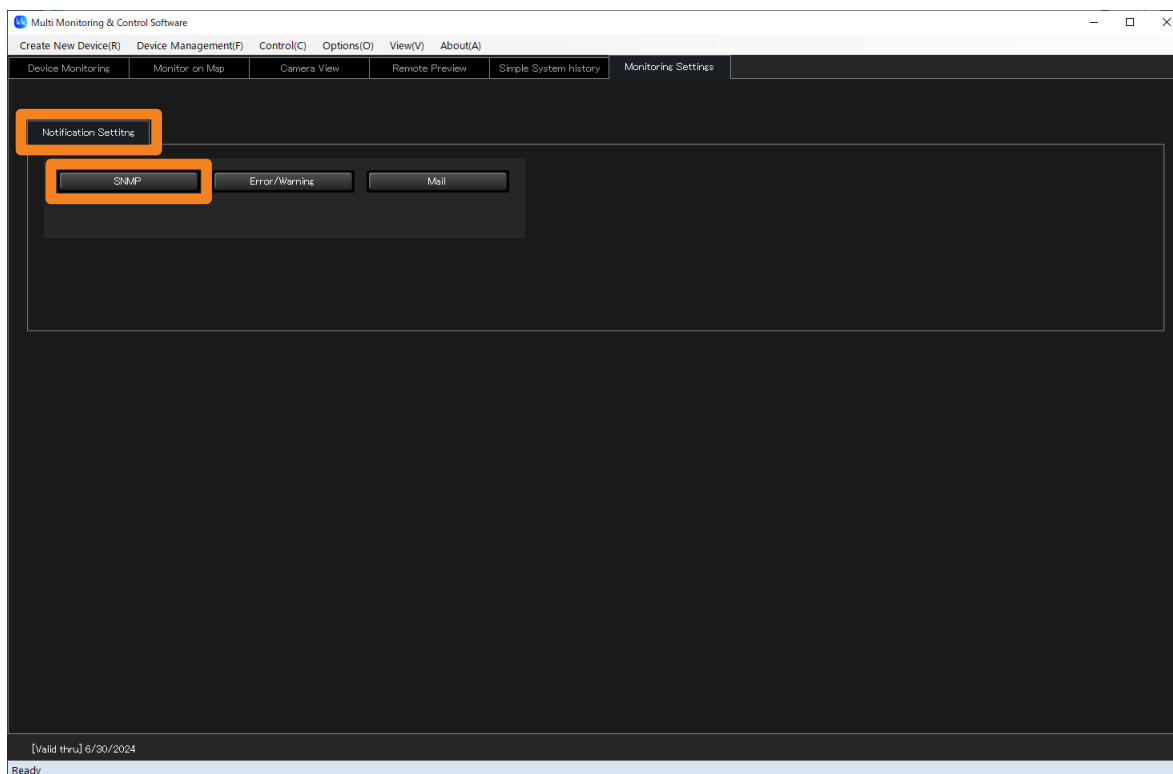 Multi Monitoring & Control Software
Create New Device(R) Device Management(F) Control(C) Options(O) View(V) About(A)
Device Monitoring Monitor on Map Camera View Remote Preview Simple System history Monitoring Settings
Notification Settitng
SNMP Error/Warning Mail
[Valid thru] 6/30/2024
Ready